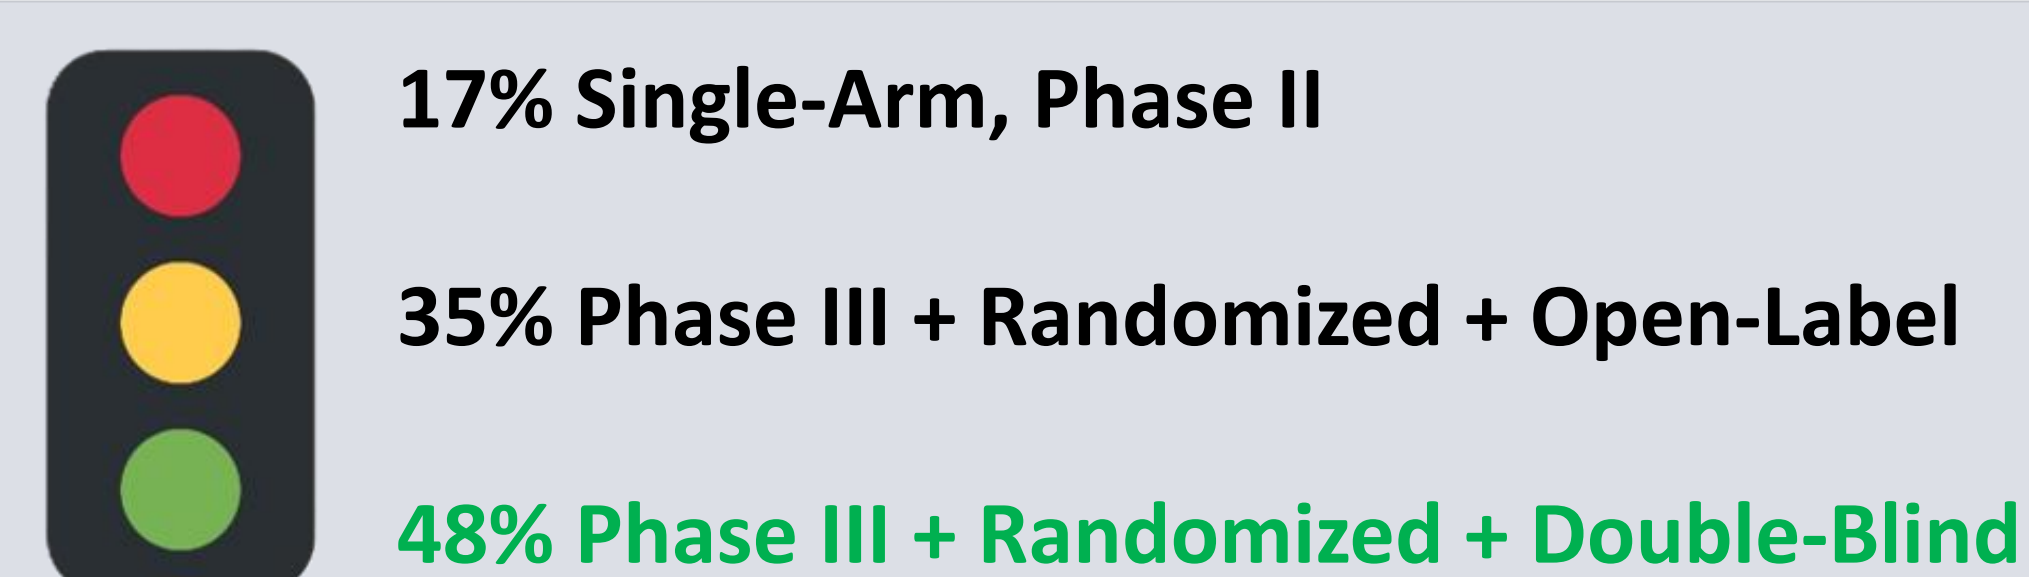 17% Single-Arm, Phase II
35% Phase III + Randomized + Open-Label
48% Phase III + Randomized + Double-Blind